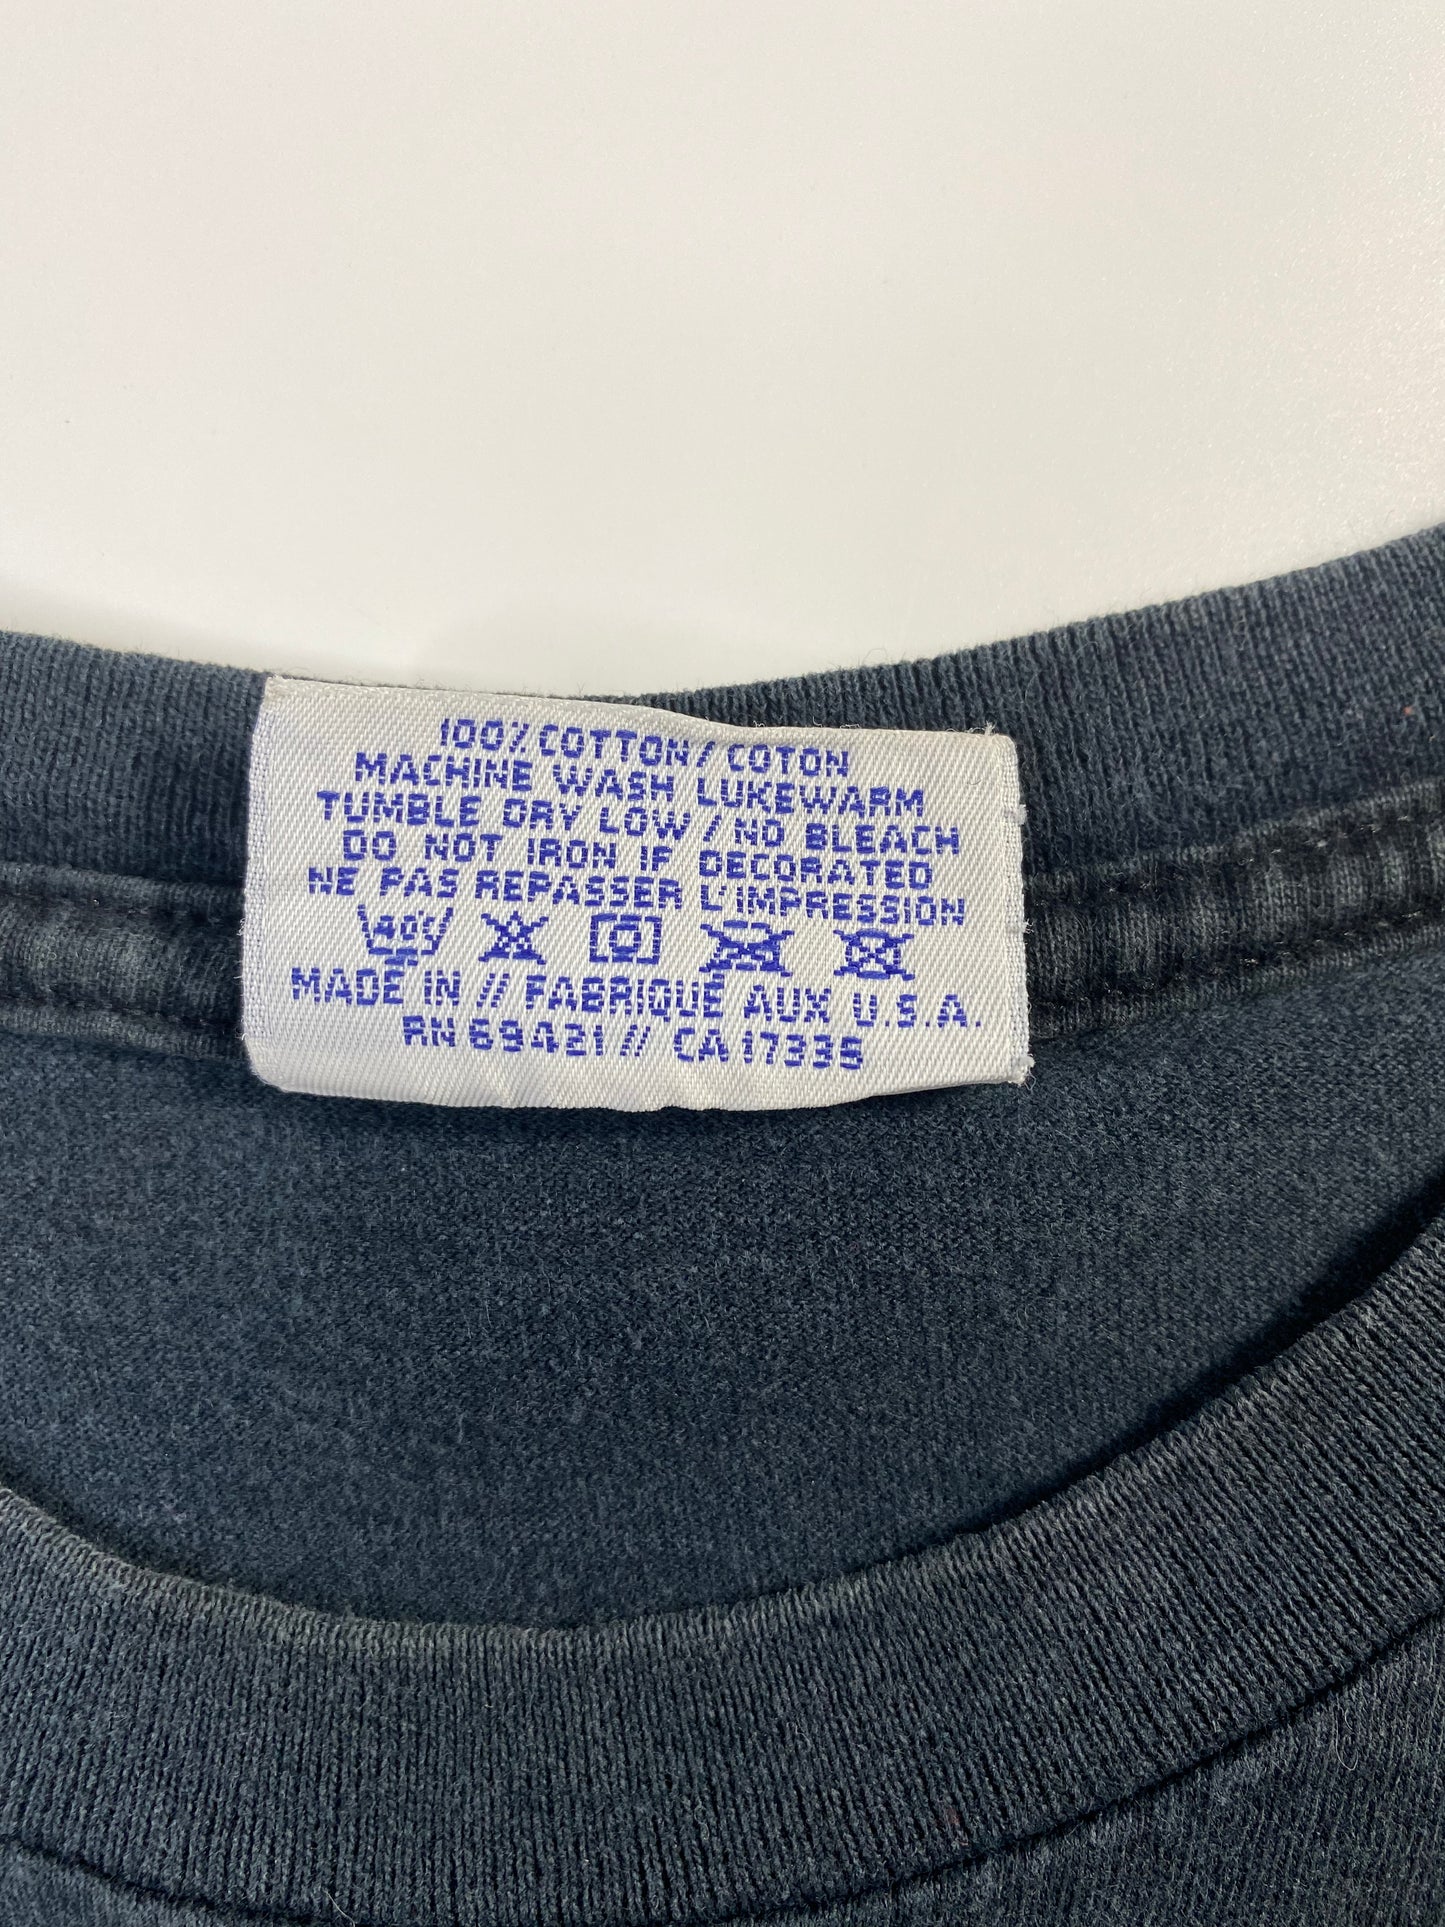 100% COTTON / COTON
MACHINE WASH LUKEWARM
TUMBLE DRY LOW / NO BLEACH
DO NOT IRON IF DECORATED
NE PAS REPASSER L'IMPRESSION
40°
MADE IN // FABRIQUÉ AUX U.S.A.
RN 69421 // CA 17335